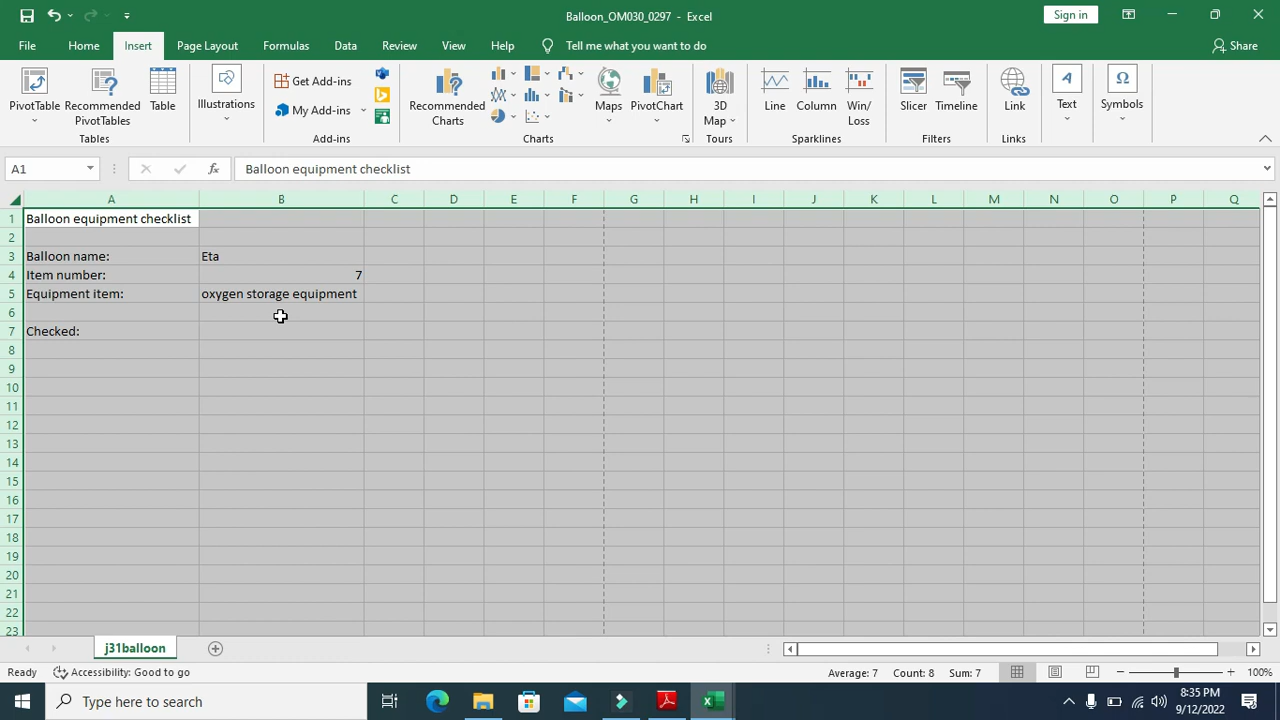 Balloon_OM030_0297 - Excel
Sign in
File Home Insert Page Layout Formulas Data Review View Help Tell me what you want to do Share
PivotTable Recommended PivotTables Table
Tables
Illustrations
Get Add-ins
My Add-ins
Add-ins
Recommended Charts
Maps PivotChart
Charts
3D Map
Tours
Line Column Win/Loss
Sparklines
Slicer Timeline
Filters
Link
Links
Text
Symbols
A1 fx Balloon equipment checklist
A B C D E F G H I J K L M N O P Q
1 Balloon equipment checklist
2
3 Balloon name: Eta
4 Item number: 7
5 Equipment item: oxygen storage equipment
6
7 Checked:
8
9
10
11
12
13
14
15
16
17
18
19
20
21
22
23
j31balloon
Ready Accessibility: Good to go Average: 7 Count: 8 Sum: 7 100%
Type here to search
8:35 PM
9/12/2022